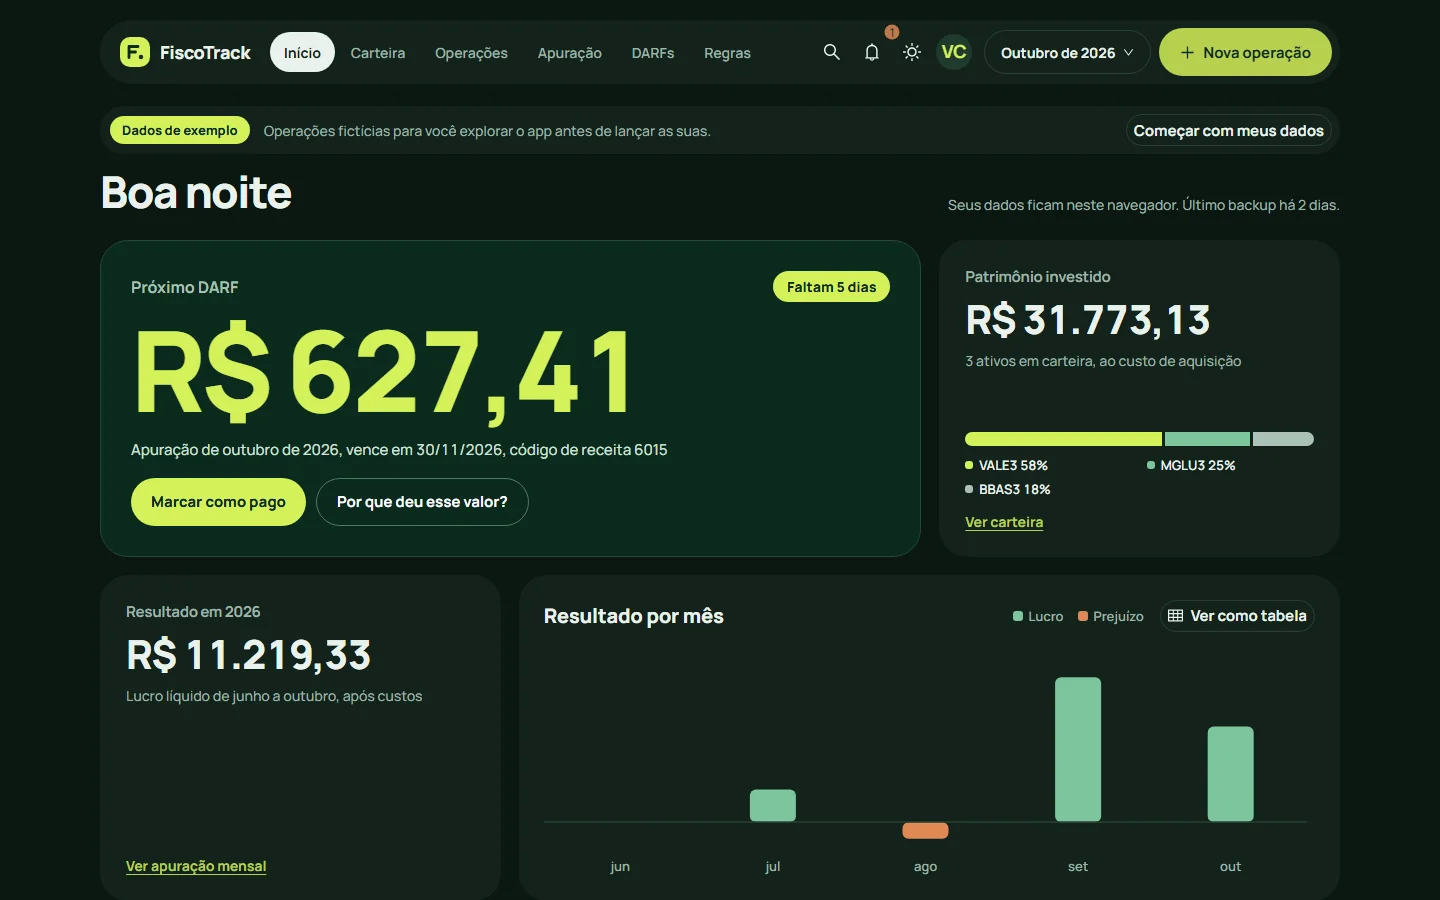 F. FiscoTrack Início Carteira Operações Apuração DARFs Regras 1 VC Outubro de 2026 Nova operação
Dados de exemplo Operações fictícias para você explorar o app antes de lançar as suas. Começar com meus dados
Boa noite
Seus dados ficam neste navegador. Último backup há 2 dias.
Próximo DARF Faltam 5 dias
R$ 627,41
Apuração de outubro de 2026, vence em 30/11/2026, código de receita 6015
Marcar como pago Por que deu esse valor?
Patrimônio investido
R$ 31.773,13
3 ativos em carteira, ao custo de aquisição
VALE3 58% MGLU3 25%
BBAS3 18%
Ver carteira
Resultado em 2026
R$ 11.219,33
Lucro líquido de junho a outubro, após custos
Ver apuração mensal
Resultado por mês Lucro Prejuízo Ver como tabela
jun jul ago set out